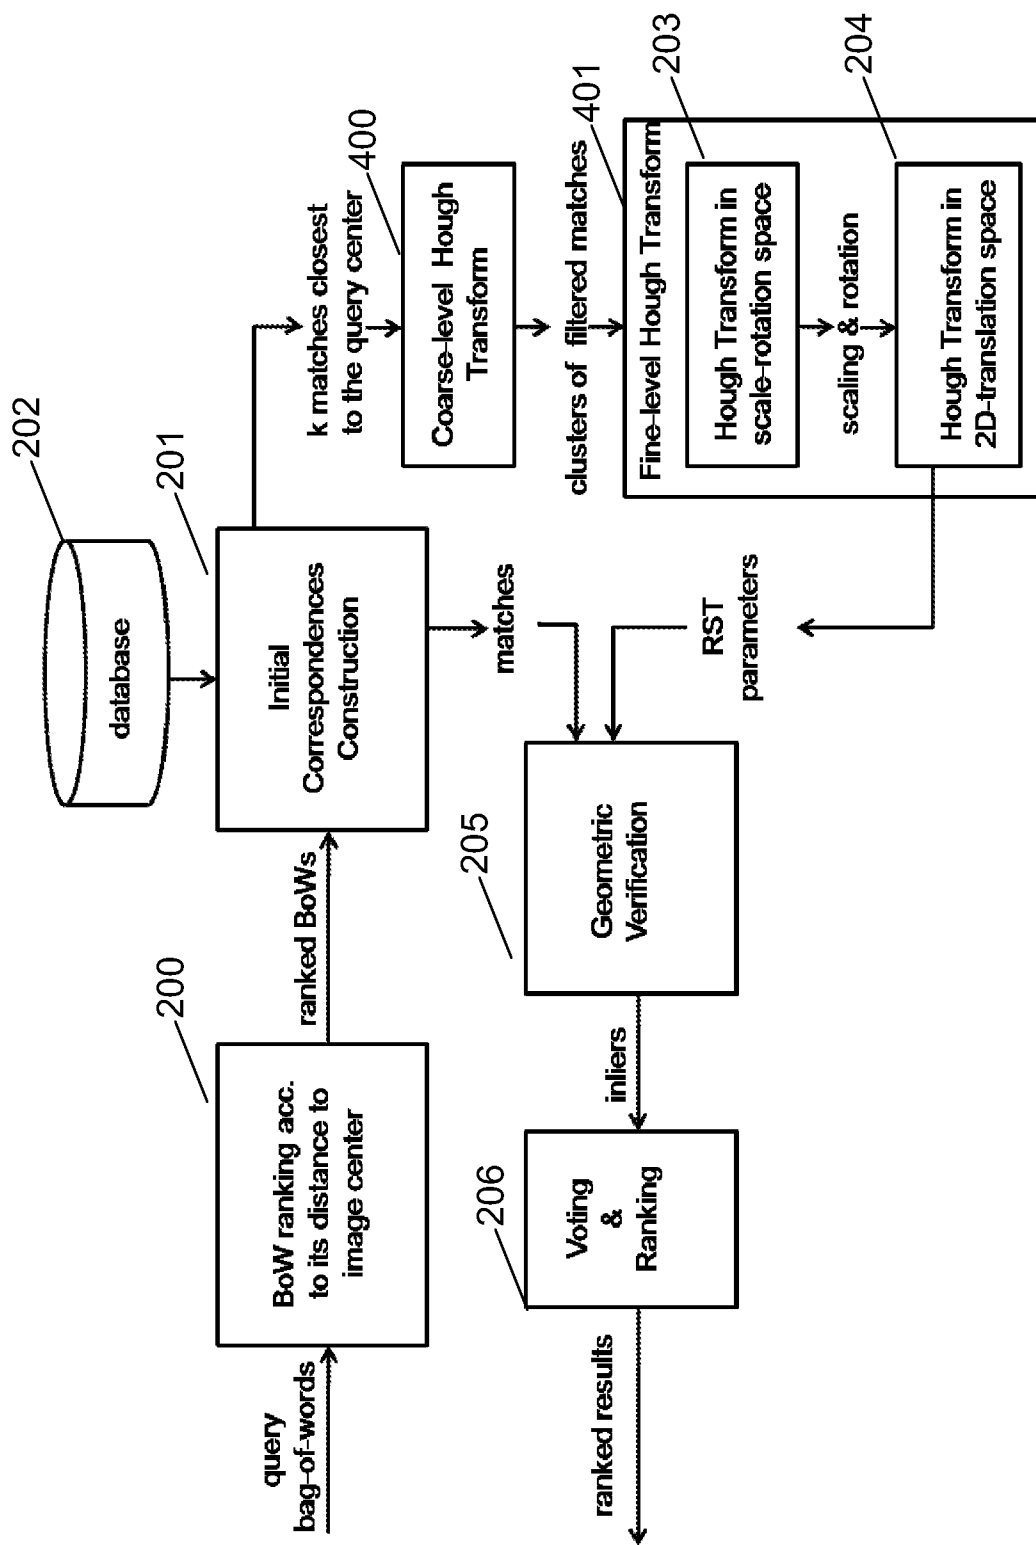 202
database
201
Initial
Correspondences
Construction
200
BoW ranking acc.
to its distance to
image center
query
bag-of-words
ranked BoWs
k matches closest
to the query center
400
Coarse-level Hough
Transform
clusters of filtered matches
401
Fine-level Hough Transform
203
Hough Transform in
scale-rotation space
scaling & rotation
204
Hough Transform in
2D-translation space
matches
RST
parameters
205
Geometric
Verification
inliers
206
Voting
&
Ranking
ranked results